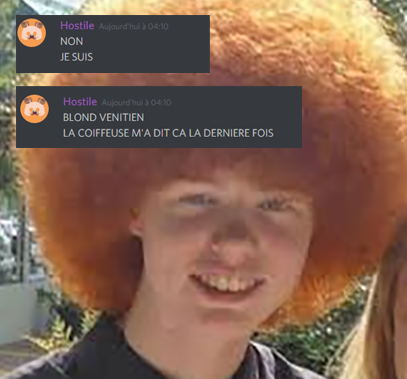 Hostile Aujourd'hui à 04:10
NON
JE SUIS
Hostile Aujourd'hui à 04:10
BLOND VENITIEN
LA COIFFEUSE M'A DIT CA LA DERNIERE FOIS